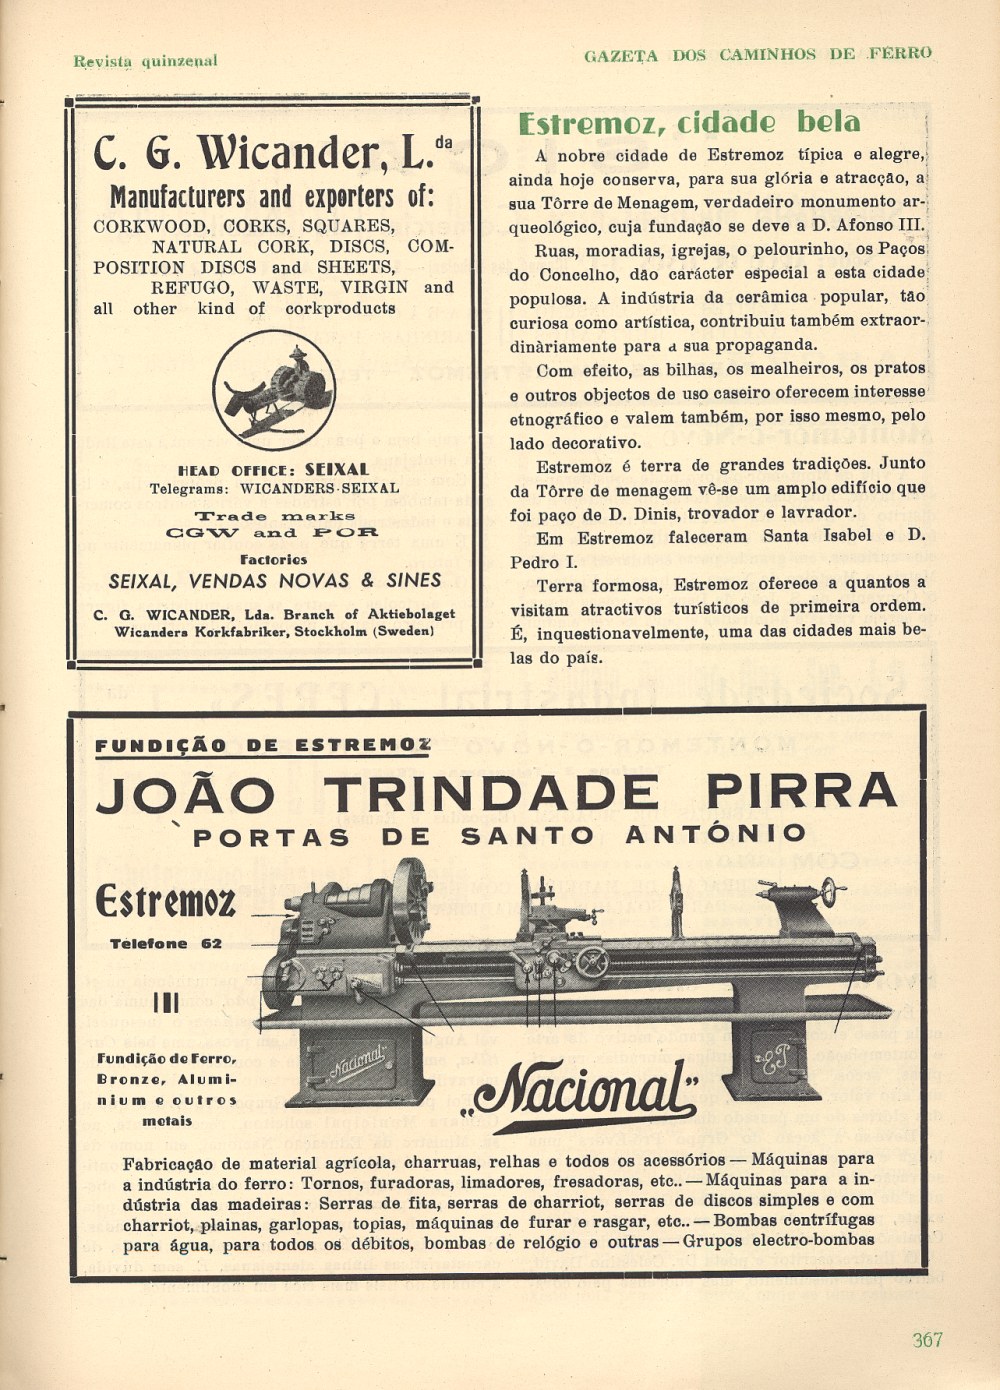 Revista quinzenal
GAZETA DOS CAMINHOS DE FERRO
C. G. Wicander, L.da
Manufacturers and exporters of:
CORKWOOD, CORKS, SQUARES,
NATURAL CORK, DISCS, COM-
POSITION DISCS and SHEETS,
REFUGO, WASTE, VIRGIN and
all other kind of corkproducts
HEAD OFFICE: SEIXAL
Telegrams: WICANDERS-SEIXAL
Trade marks
CGW and POR
Factories
SEIXAL, VENDAS NOVAS & SINES
C. G. WICANDER, Lda. Branch of Aktiebolaget
Wicanders Korkfabriker, Stockholm (Sweden)
Estremoz, cidade bela
A nobre cidade de Estremoz típica e alegre,
ainda hoje conserva, para sua glória e atracção, a
sua Tôrre de Menagem, verdadeiro monumento ar-
queológico, cuja fundação se deve a D. Afonso III.
Ruas, moradias, igrejas, o pelourinho, os Paços
do Concelho, dão carácter especial a esta cidade
populosa. A indústria da cerâmica popular, tão
curiosa como artística, contribuiu também extraor-
dinàriamente para a sua propaganda.
Com efeito, as bilhas, os mealheiros, os pratos
e outros objectos de uso caseiro oferecem interesse
etnográfico e valem também, por isso mesmo, pelo
lado decorativo.
Estremoz é terra de grandes tradições. Junto
da Tôrre de menagem vê-se um amplo edifício que
foi paço de D. Dinis, trovador e lavrador.
Em Estremoz faleceram Santa Isabel e D.
Pedro I.
Terra formosa, Estremoz oferece a quantos a
visitam atractivos turísticos de primeira ordem.
É, inquestionavelmente, uma das cidades mais be-
las do país.
FUNDIÇÃO DE ESTREMOZ
JOÃO TRINDADE PIRRA
PORTAS DE SANTO ANTÓNIO
Estremoz
Telefone 62
Fundição de Ferro,
Bronze, Alumi-
nium e outros
metais
Nacional
„Nacional”
Fabricação de material agrícola, charruas, relhas e todos os acessórios — Máquinas para
a indústria do ferro: Tornos, furadoras, limadores, fresadoras, etc.. — Máquinas para a in-
dústria das madeiras: Serras de fita, serras de charriot, serras de discos simples e com
charriot, plainas, garlopas, topias, máquinas de furar e rasgar, etc.. — Bombas centrífugas
para água, para todos os débitos, bombas de relógio e outras — Grupos electro-bombas
367